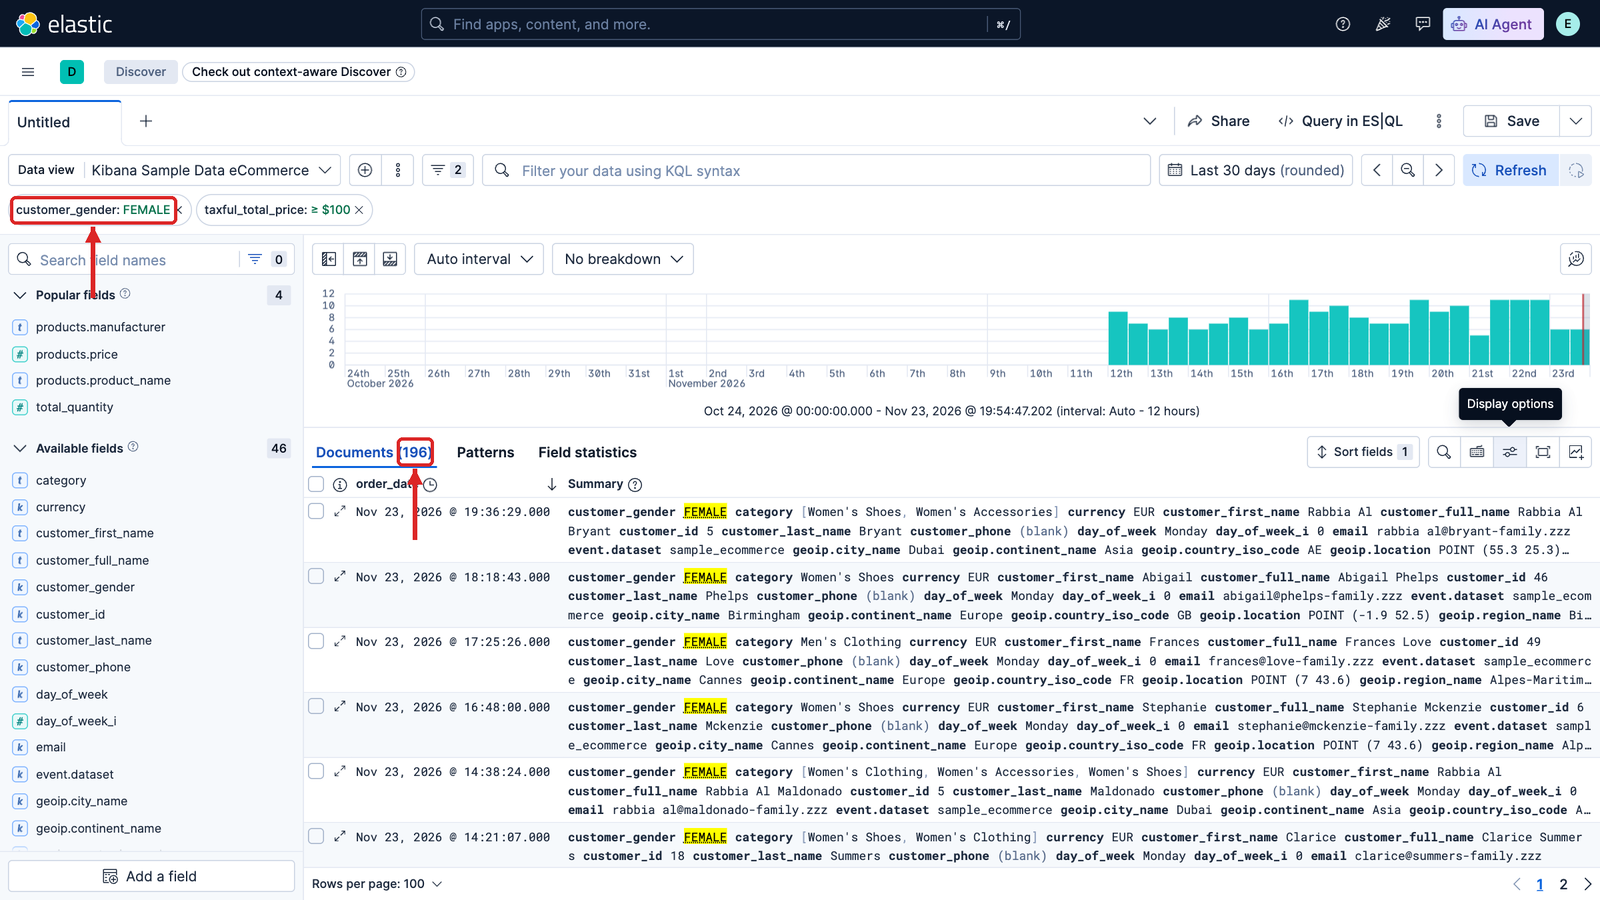 elastic
Find apps, content, and more.
⌘/
AI Agent
E
D
Discover
Check out context-aware Discover
Untitled
Share
Query in ES|QL
Save
Data view
Kibana Sample Data eCommerce
2
Filter your data using KQL syntax
Last 30 days (rounded)
Refresh
customer_gender: FEMALE
taxful_total_price: ≥ $100
Search field names
0
Auto interval
No breakdown
Popular fields
4
products.manufacturer
products.price
products.product_name
total_quantity
Available fields
46
category
currency
customer_first_name
customer_full_name
customer_gender
customer_id
customer_last_name
customer_phone
day_of_week
day_of_week_i
email
event.dataset
geoip.city_name
geoip.continent_name
Add a field
12
10
8
6
4
2
0
24th 25th 26th 27th 28th 29th 30th 31st 1st 2nd 3rd 4th 5th 6th 7th 8th 9th 10th 11th 12th 13th 14th 15th 16th 17th 18th 19th 20th 21st 22nd 23rd
October 2026 November 2026
Oct 24, 2026 @ 00:00:00.000 - Nov 23, 2026 @ 19:54:47.202 (interval: Auto - 12 hours)
Display options
Documents (196)
Patterns
Field statistics
Sort fields 1
order_date
Summary
Nov 23, 2026 @ 19:36:29.000
customer_gender FEMALE category [Women's Shoes, Women's Accessories] currency EUR customer_first_name Rabbia Al customer_full_name Rabbia Al
Bryant customer_id 5 customer_last_name Bryant customer_phone (blank) day_of_week Monday day_of_week_i 0 email rabbia al@bryant-family.zzz
event.dataset sample_ecommerce geoip.city_name Dubai geoip.continent_name Asia geoip.country_iso_code AE geoip.location POINT (55.3 25.3)…
Nov 23, 2026 @ 18:18:43.000
customer_gender FEMALE category Women's Shoes currency EUR customer_first_name Abigail customer_full_name Abigail Phelps customer_id 46
customer_last_name Phelps customer_phone (blank) day_of_week Monday day_of_week_i 0 email abigail@phelps-family.zzz event.dataset sample_ecom
merce geoip.city_name Birmingham geoip.continent_name Europe geoip.country_iso_code GB geoip.location POINT (-1.9 52.5) geoip.region_name Bi…
Nov 23, 2026 @ 17:25:26.000
customer_gender FEMALE category Men's Clothing currency EUR customer_first_name Frances customer_full_name Frances Love customer_id 49
customer_last_name Love customer_phone (blank) day_of_week Monday day_of_week_i 0 email frances@love-family.zzz event.dataset sample_ecommerc
e geoip.city_name Cannes geoip.continent_name Europe geoip.country_iso_code FR geoip.location POINT (7 43.6) geoip.region_name Alpes-Maritim…
Nov 23, 2026 @ 16:48:00.000
customer_gender FEMALE category Women's Shoes currency EUR customer_first_name Stephanie customer_full_name Stephanie Mckenzie customer_id 6
customer_last_name Mckenzie customer_phone (blank) day_of_week Monday day_of_week_i 0 email stephanie@mckenzie-family.zzz event.dataset sampl
e_ecommerce geoip.city_name Cannes geoip.continent_name Europe geoip.country_iso_code FR geoip.location POINT (7 43.6) geoip.region_name Alp…
Nov 23, 2026 @ 14:38:24.000
customer_gender FEMALE category [Women's Clothing, Women's Accessories, Women's Shoes] currency EUR customer_first_name Rabbia Al
customer_full_name Rabbia Al Maldonado customer_id 5 customer_last_name Maldonado customer_phone (blank) day_of_week Monday day_of_week_i 0
email rabbia al@maldonado-family.zzz event.dataset sample_ecommerce geoip.city_name Dubai geoip.continent_name Asia geoip.country_iso_code A…
Nov 23, 2026 @ 14:21:07.000
customer_gender FEMALE category [Women's Shoes, Women's Clothing] currency EUR customer_first_name Clarice customer_full_name Clarice Summer
s customer_id 18 customer_last_name Summers customer_phone (blank) day_of_week Monday day_of_week_i 0 email clarice@summers-family.zzz
Rows per page: 100
1 2